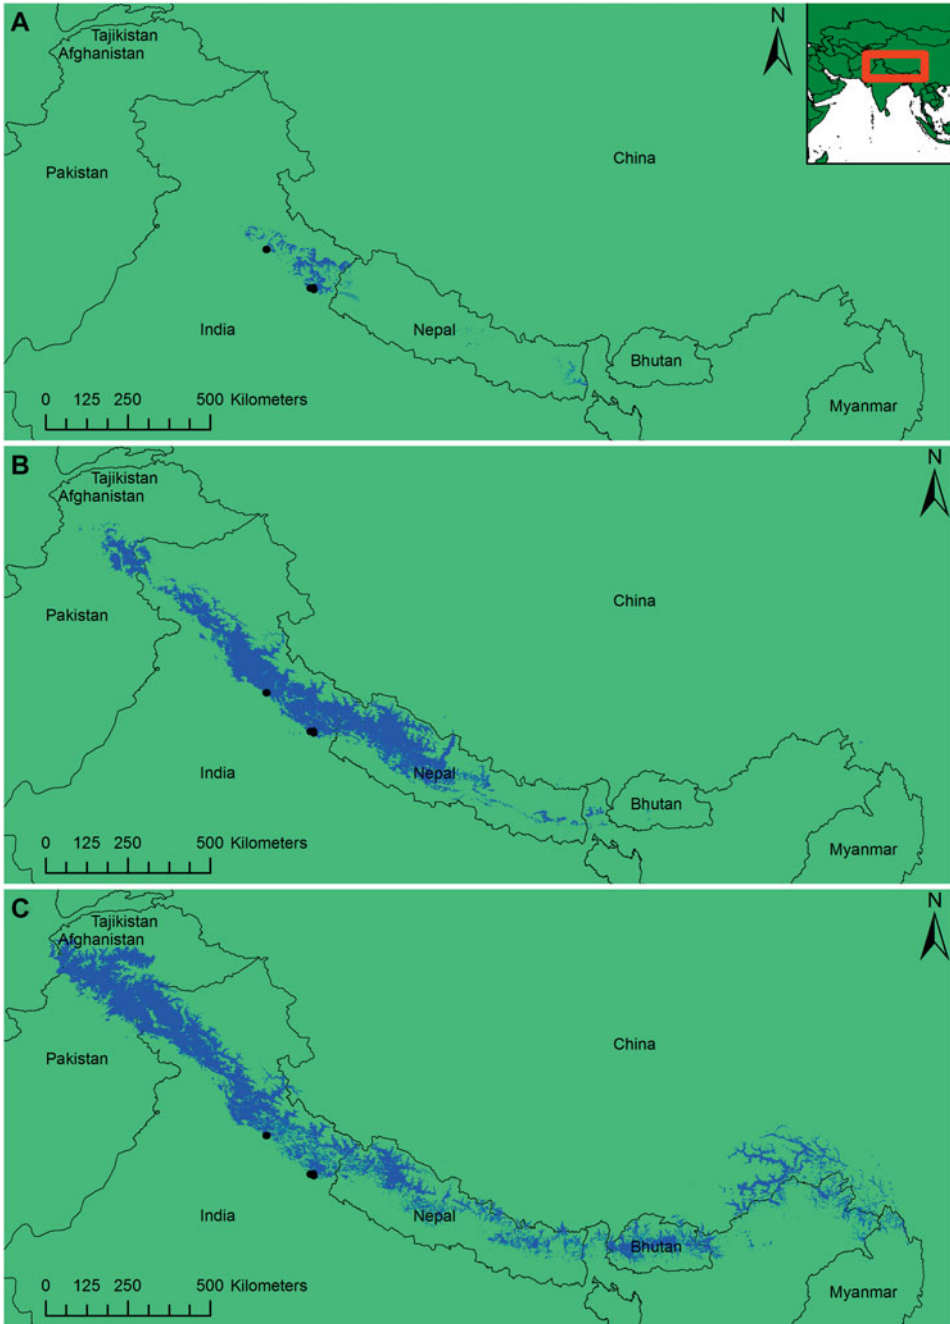 A
N
Tajikistan
Afghanistan
China
Pakistan
India
Nepal
Bhutan
Myanmar
0 125 250 500 Kilometers
B
N
Tajikistan
Afghanistan
China
Pakistan
India
Nepal
Bhutan
Myanmar
0 125 250 500 Kilometers
C
N
Tajikistan
Afghanistan
China
Pakistan
India
Nepal
Bhutan
Myanmar
0 125 250 500 Kilometers